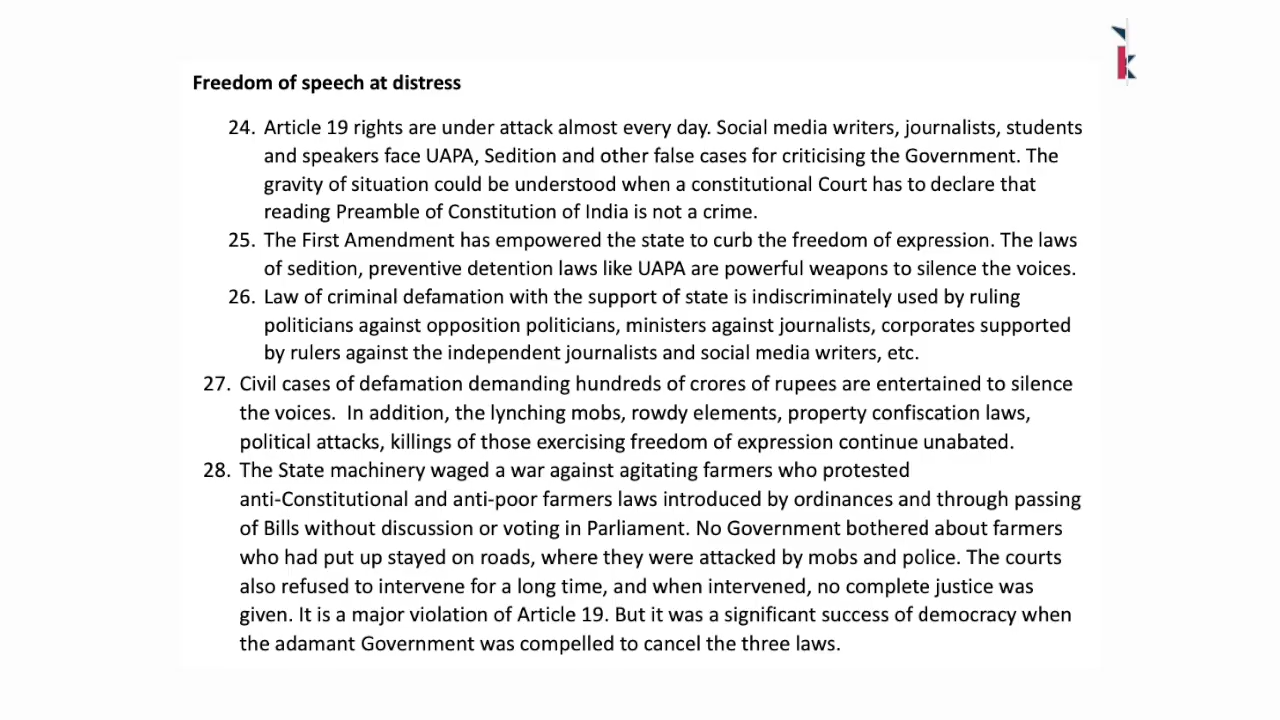 Freedom of speech at distress
24. Article 19 rights are under attack almost every day. Social media writers, journalists, students
and speakers face UAPA, Sedition and other false cases for criticising the Government. The
gravity of situation could be understood when a constitutional Court has to declare that
reading Preamble of Constitution of India is not a crime.
25. The First Amendment has empowered the state to curb the freedom of expression. The laws
of sedition, preventive detention laws like UAPA are powerful weapons to silence the voices.
26. Law of criminal defamation with the support of state is indiscriminately used by ruling
politicians against opposition politicians, ministers against journalists, corporates supported
by rulers against the independent journalists and social media writers, etc.
27. Civil cases of defamation demanding hundreds of crores of rupees are entertained to silence
the voices. In addition, the lynching mobs, rowdy elements, property confiscation laws,
political attacks, killings of those exercising freedom of expression continue unabated.
28. The State machinery waged a war against agitating farmers who protested
anti-Constitutional and anti-poor farmers laws introduced by ordinances and through passing
of Bills without discussion or voting in Parliament. No Government bothered about farmers
who had put up stayed on roads, where they were attacked by mobs and police. The courts
also refused to intervene for a long time, and when intervened, no complete justice was
given. It is a major violation of Article 19. But it was a significant success of democracy when
the adamant Government was compelled to cancel the three laws.
k